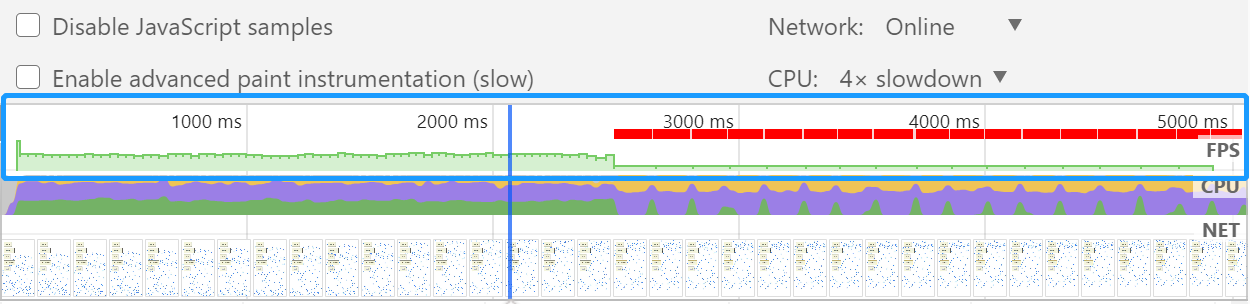 Disable JavaScript samples
Network: Online
Enable advanced paint instrumentation (slow)
CPU: 4× slowdown
1000 ms 2000 ms 3000 ms 4000 ms 5000 ms
FPS
CPU
NET